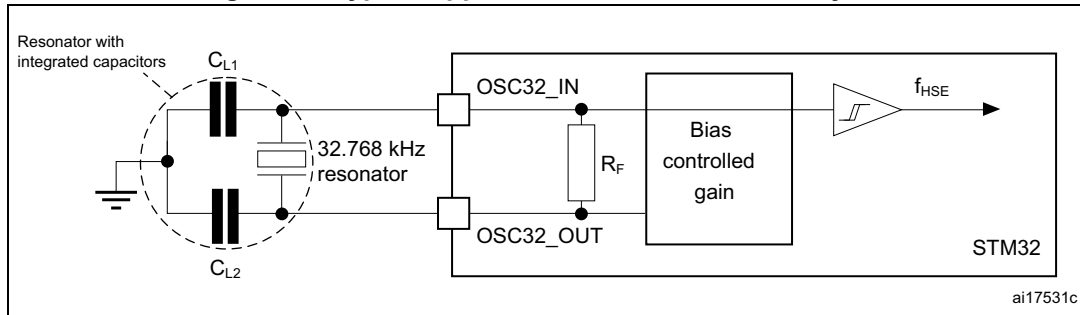 Resonator with
integrated capacitors
CL1
32.768 kHz
resonator
CL2
OSC32_IN
RF
OSC32_OUT
Bias
controlled
gain
fHSE
STM32
ai17531c